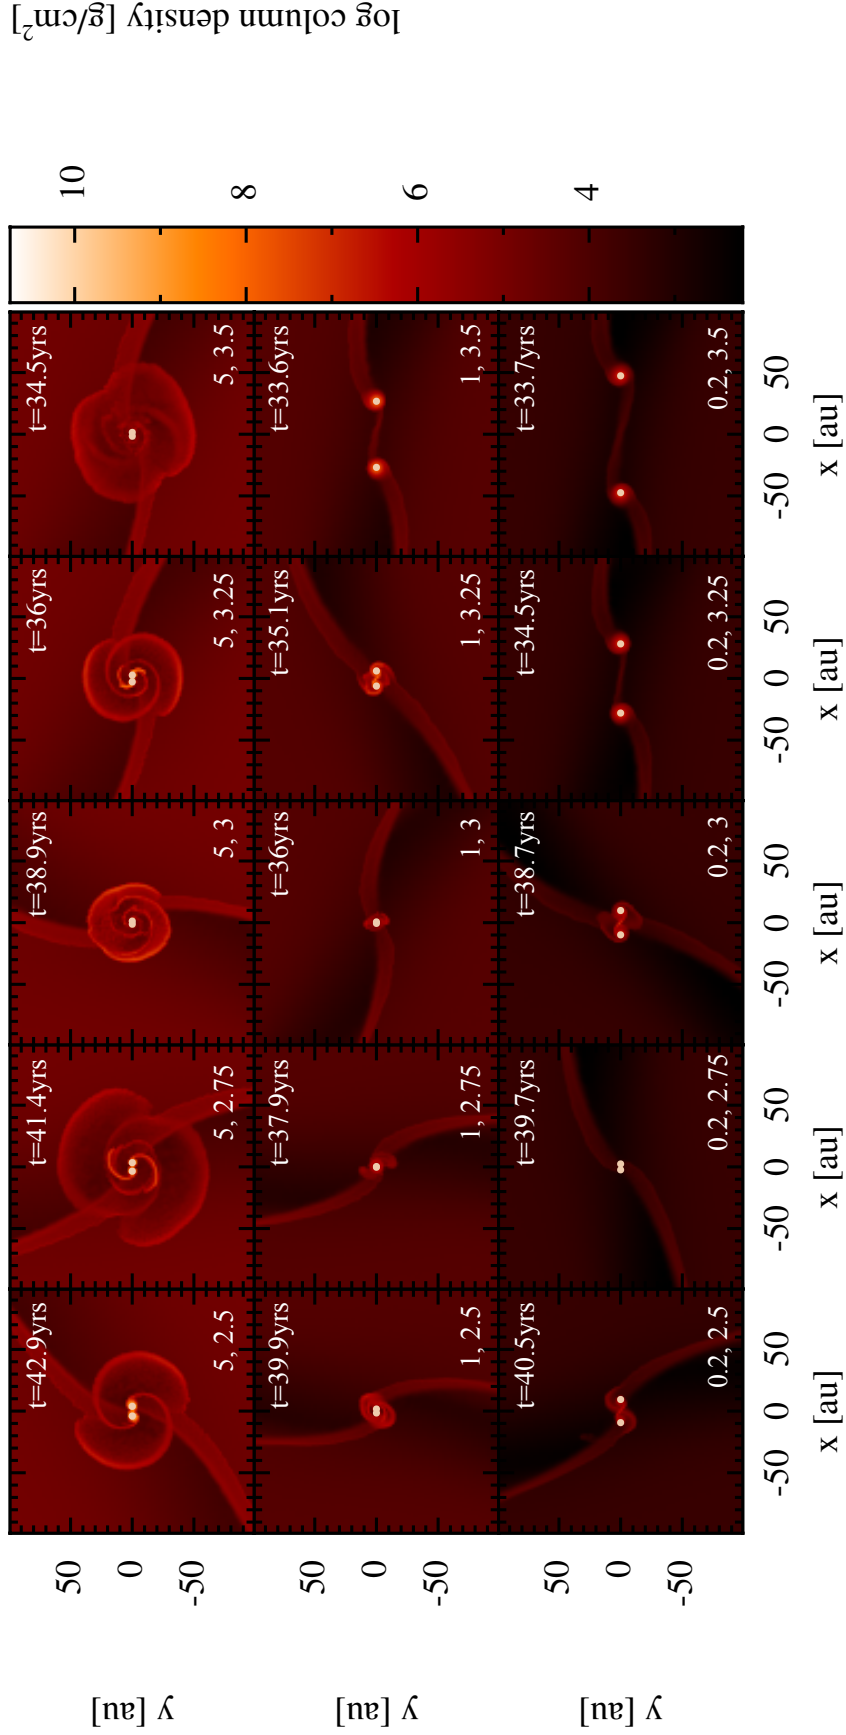 t=42.9yrs
5, 2.5
t=41.4yrs
5, 2.75
t=38.9yrs
5, 3
t=36yrs
5, 3.25
t=34.5yrs
5, 3.5
t=39.9yrs
1, 2.5
t=37.9yrs
1, 2.75
t=36yrs
1, 3
t=35.1yrs
1, 3.25
t=33.6yrs
1, 3.5
t=40.5yrs
0.2, 2.5
t=39.7yrs
0.2, 2.75
t=38.7yrs
0.2, 3
t=34.5yrs
0.2, 3.25
t=33.7yrs
0.2, 3.5
y [au]
50
0
-50
y [au]
50
0
-50
y [au]
50
0
-50
-50 0 50
x [au]
-50 0 50
x [au]
-50 0 50
x [au]
-50 0 50
x [au]
-50 0 50
x [au]
10
8
6
4
log column density [g/cm²]